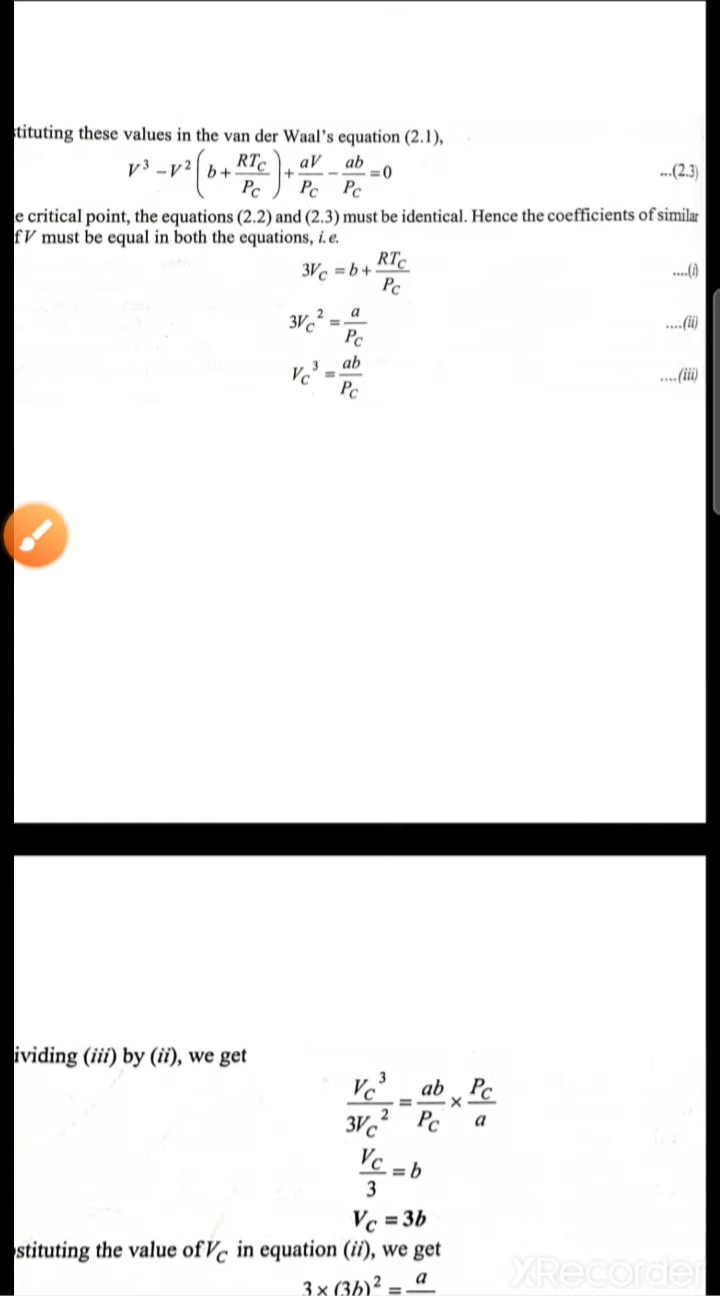 tituting these values in the van der Waal's equation (2.1),
V³ – V² ( b + RT_C / P_C ) + aV / P_C – ab / P_C = 0 ...(2.3)
e critical point, the equations (2.2) and (2.3) must be identical. Hence the coefficients of similar
f V must be equal in both the equations, i.e.
3V_C = b + RT_C / P_C ....(i)
3V_C² = a / P_C ....(ii)
V_C³ = ab / P_C ....(iii)
ividing (iii) by (ii), we get
V_C³ / 3V_C² = ab / P_C × P_C / a
V_C / 3 = b
V_C = 3b
stituting the value of V_C in equation (ii), we get
3 × (3b)² = a
XRecorder